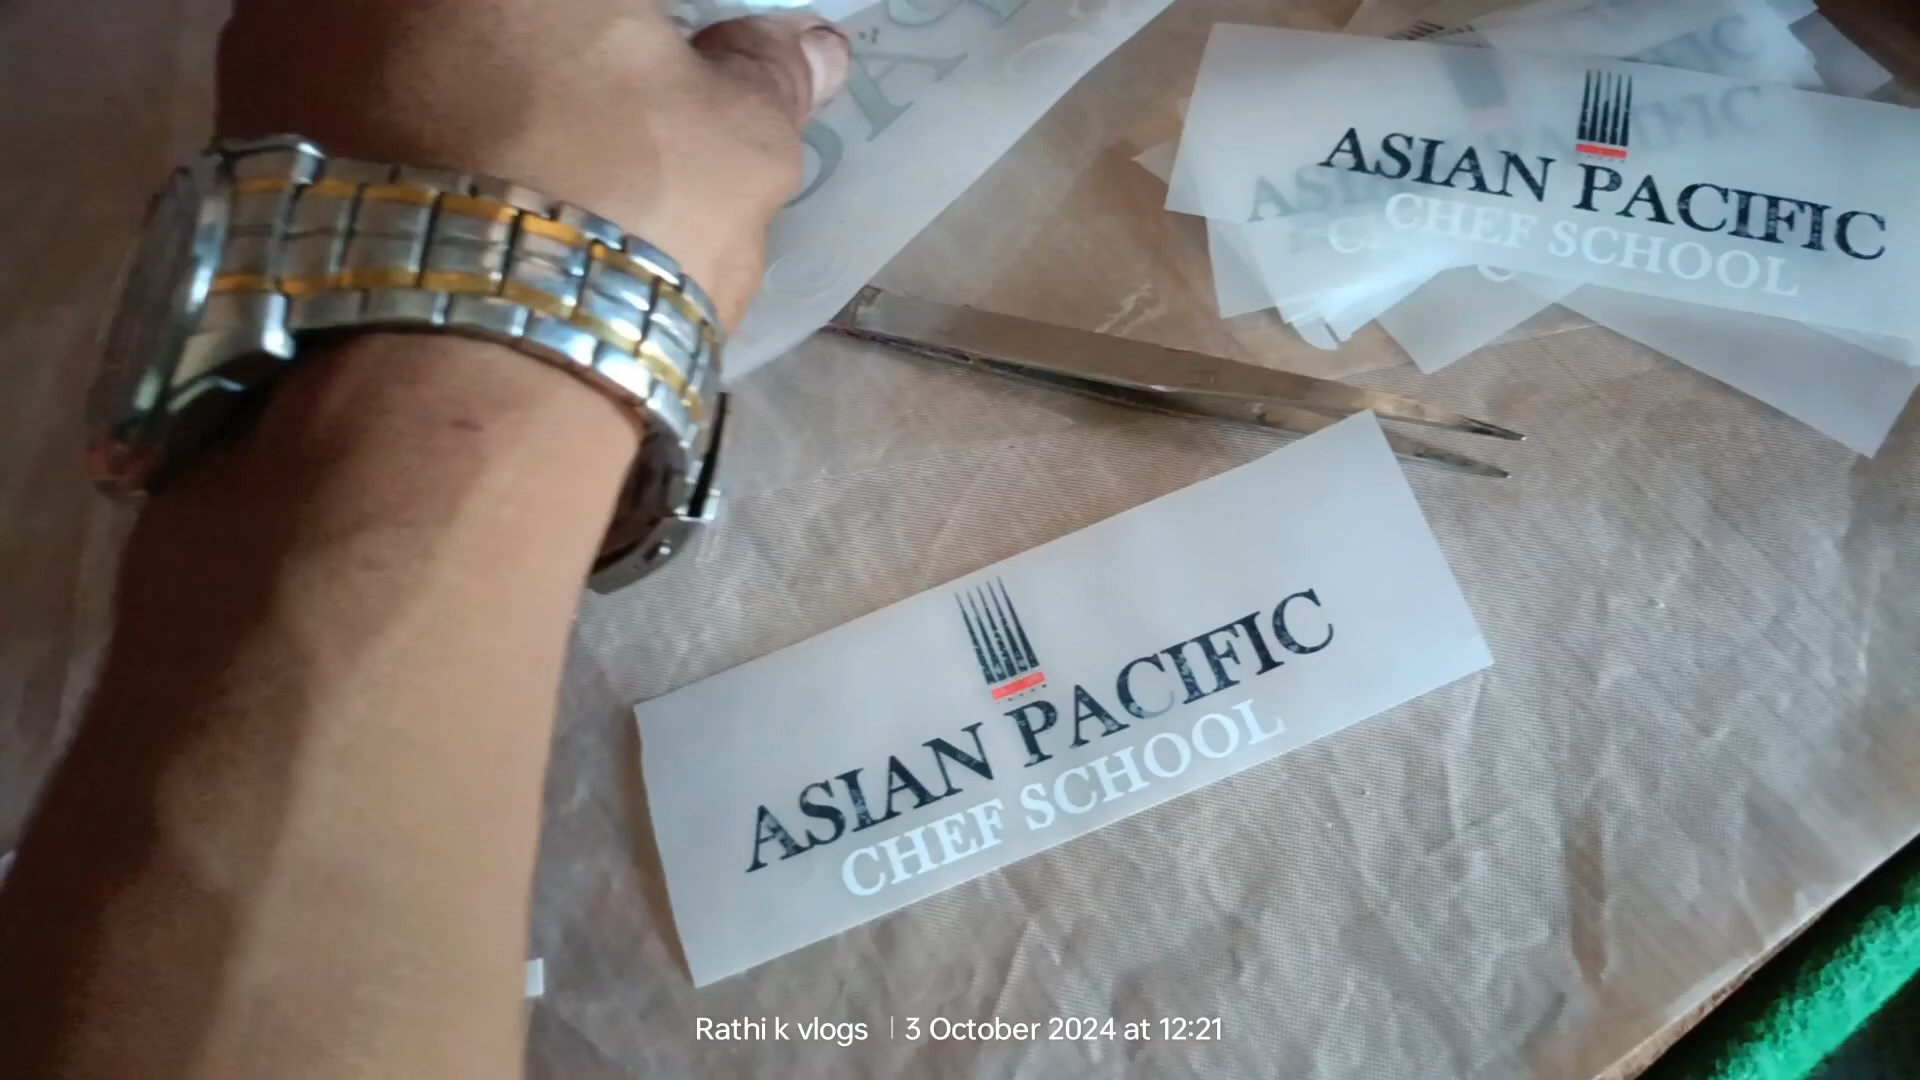 ASIAN PACIFIC
CHEF SCHOOL
ASIAN PACIFIC
CHEF SCHOOL
Rathi k vlogs | 3 October 2024 at 12:21